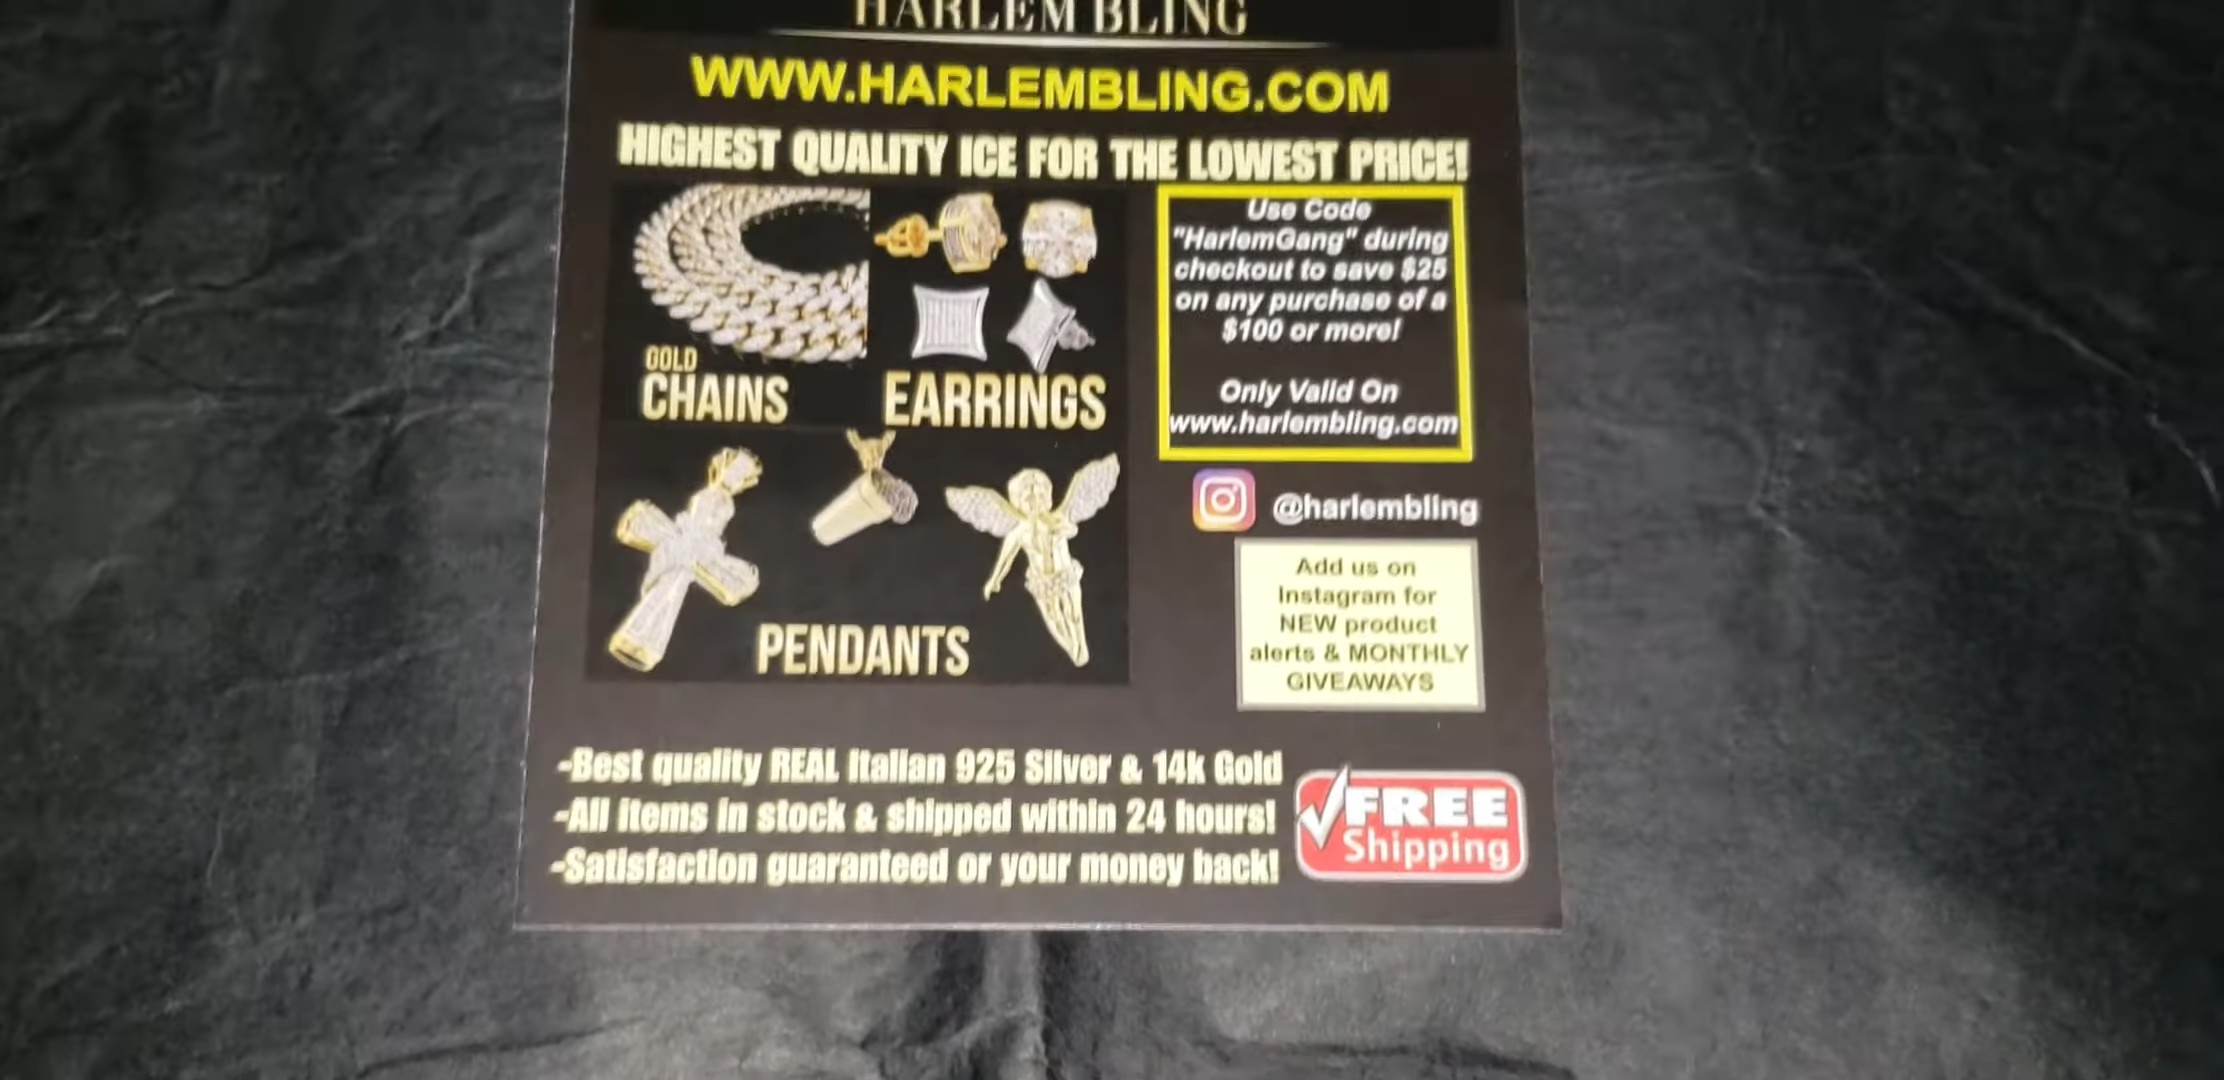 HARLEM BLING
WWW.HARLEMBLING.COM
HIGHEST QUALITY ICE FOR THE LOWEST PRICE!
GOLD
CHAINS
EARRINGS
PENDANTS
Use Code
"HarlemGang" during
checkout to save $25
on any purchase of a
$100 or more!
Only Valid On
www.harlembling.com
@harlembling
Add us on
Instagram for
NEW product
alerts & MONTHLY
GIVEAWAYS
-Best quality REAL Italian 925 Silver & 14k Gold
-All items in stock & shipped within 24 hours!
-Satisfaction guaranteed or your money back!
FREE
Shipping